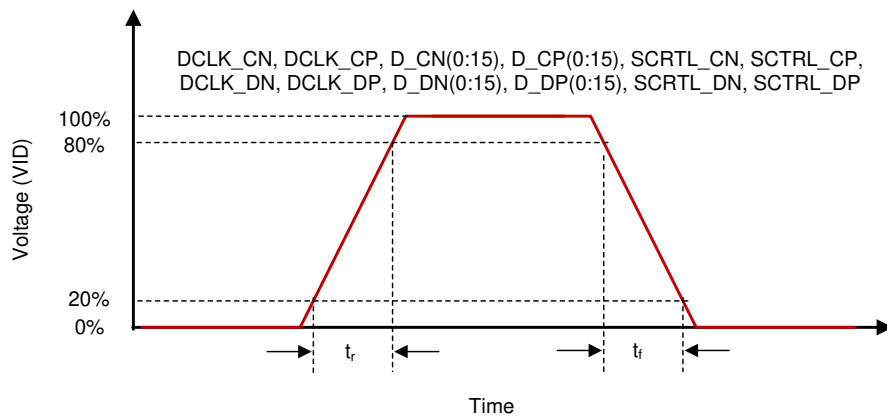 DCLK_CN, DCLK_CP, D_CN(0:15), D_CP(0:15), SCRTL_CN, SCTRL_CP,
DCLK_DN, DCLK_DP, D_DN(0:15), D_DP(0:15), SCRTL_DN, SCTRL_DP
100%
80%
Voltage (VID)
20%
0%
tr
tf
Time